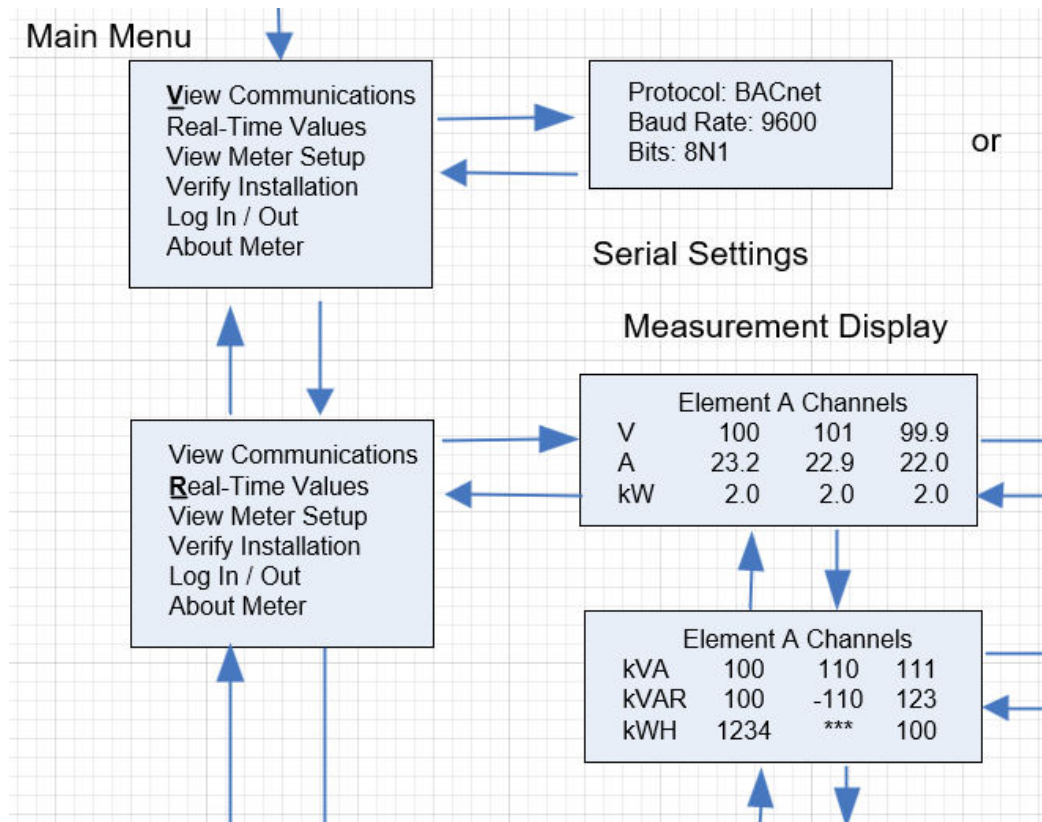 Main Menu
View Communications
Real-Time Values
View Meter Setup
Verify Installation
Log In / Out
About Meter
Protocol: BACnet
Baud Rate: 9600
Bits: 8N1
or
Serial Settings
Measurement Display
View Communications
Real-Time Values
View Meter Setup
Verify Installation
Log In / Out
About Meter
Element A Channels
V 100 101 99.9
A 23.2 22.9 22.0
kW 2.0 2.0 2.0
Element A Channels
kVA 100 110 111
kVAR 100 -110 123
kWH 1234 *** 100